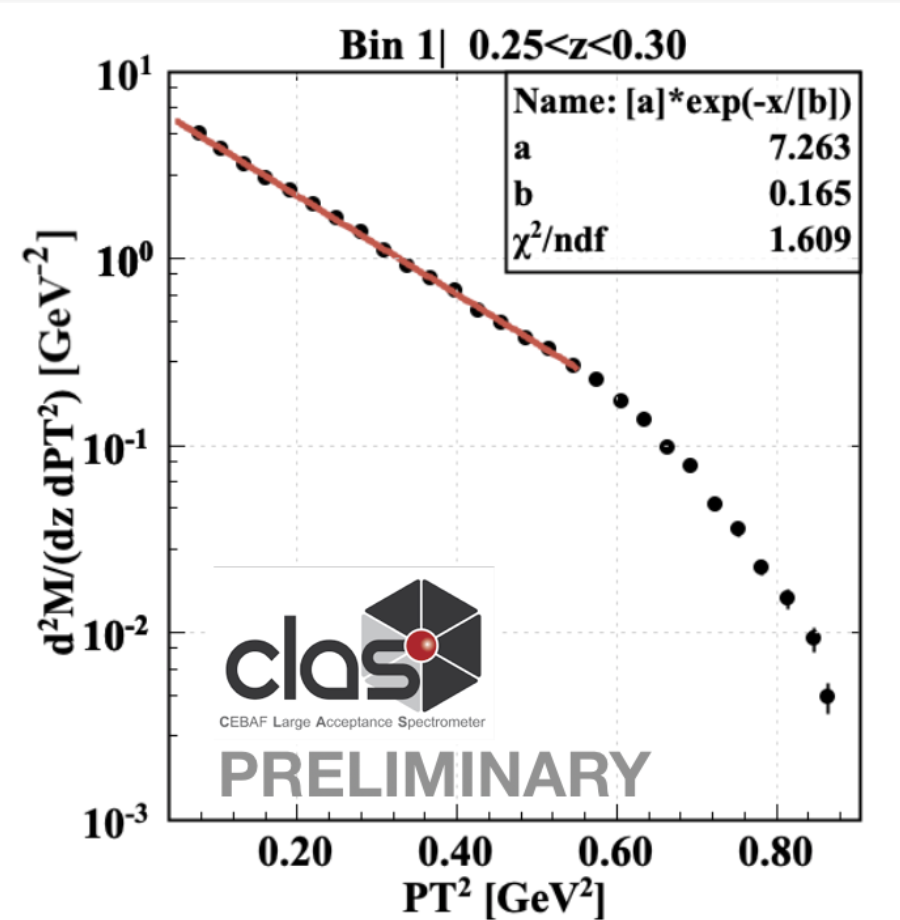 Bin 1| 0.25<z<0.30
10¹
Name: [a]*exp(-x/[b])
a 7.263
b 0.165
χ²/ndf 1.609
10⁰
10⁻¹
10⁻²
10⁻³
d²M/(dz dPT²) [GeV⁻²]
clas
CEBAF Large Acceptance Spectrometer
PRELIMINARY
0.20 0.40 0.60 0.80
PT² [GeV²]